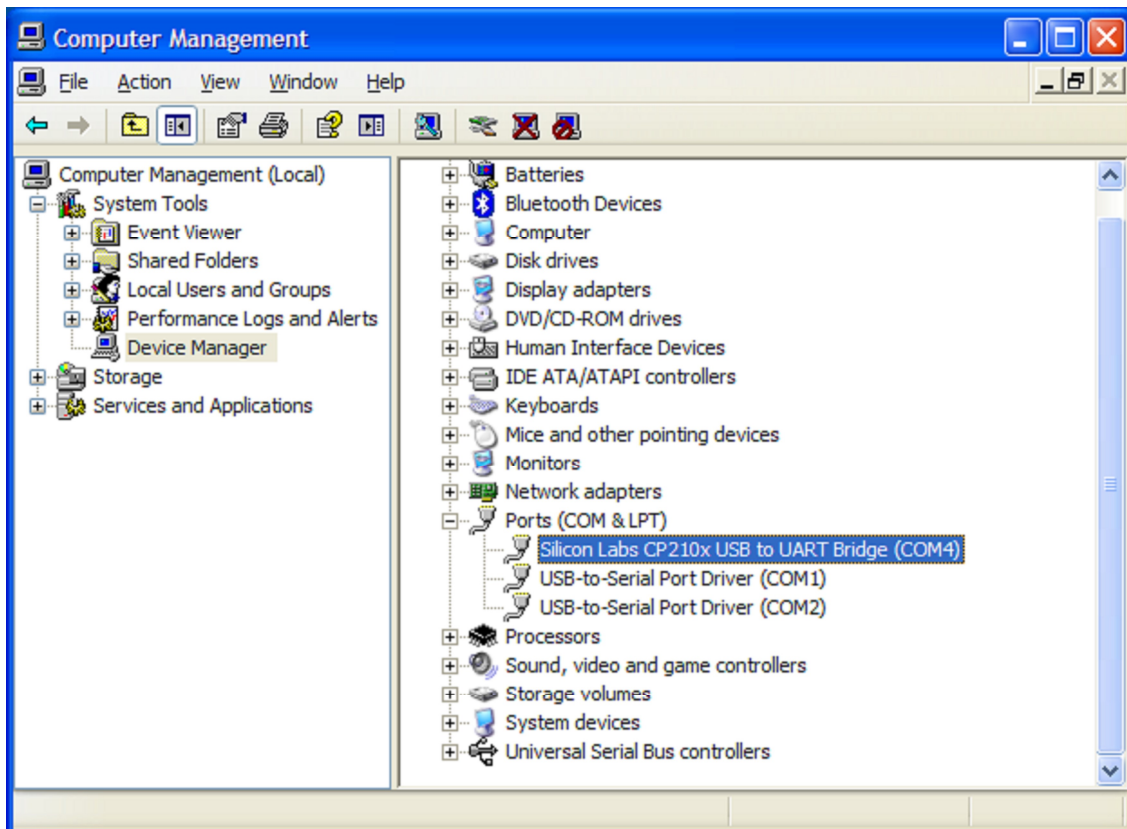 Computer Management
File Action View Window Help
Computer Management (Local)
System Tools
Event Viewer
Shared Folders
Local Users and Groups
Performance Logs and Alerts
Device Manager
Storage
Services and Applications
Batteries
Bluetooth Devices
Computer
Disk drives
Display adapters
DVD/CD-ROM drives
Human Interface Devices
IDE ATA/ATAPI controllers
Keyboards
Mice and other pointing devices
Monitors
Network adapters
Ports (COM & LPT)
Silicon Labs CP210x USB to UART Bridge (COM4)
USB-to-Serial Port Driver (COM1)
USB-to-Serial Port Driver (COM2)
Processors
Sound, video and game controllers
Storage volumes
System devices
Universal Serial Bus controllers